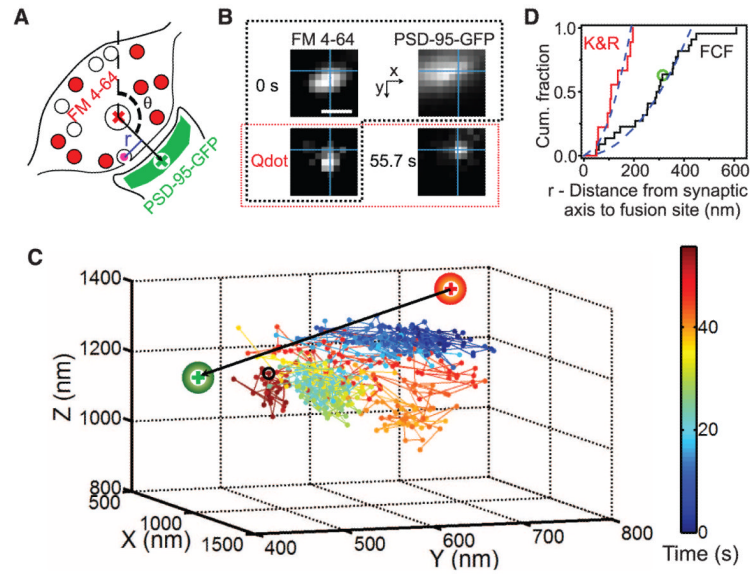 A
FM 4-64
θ
r
PSD-95-GFP
B
FM 4-64
PSD-95-GFP
0 s
x
y
Qdot
55.7 s
D
1.0
K&R
FCF
0.5
0.0
0
200
400
600
Cum. fraction
r - Distance from synaptic
axis to fusion site (nm)
C
1400
1200
1000
800
Z (nm)
500
1000
1500
X (nm)
400
500
600
700
800
Y (nm)
40
20
0
Time (s)